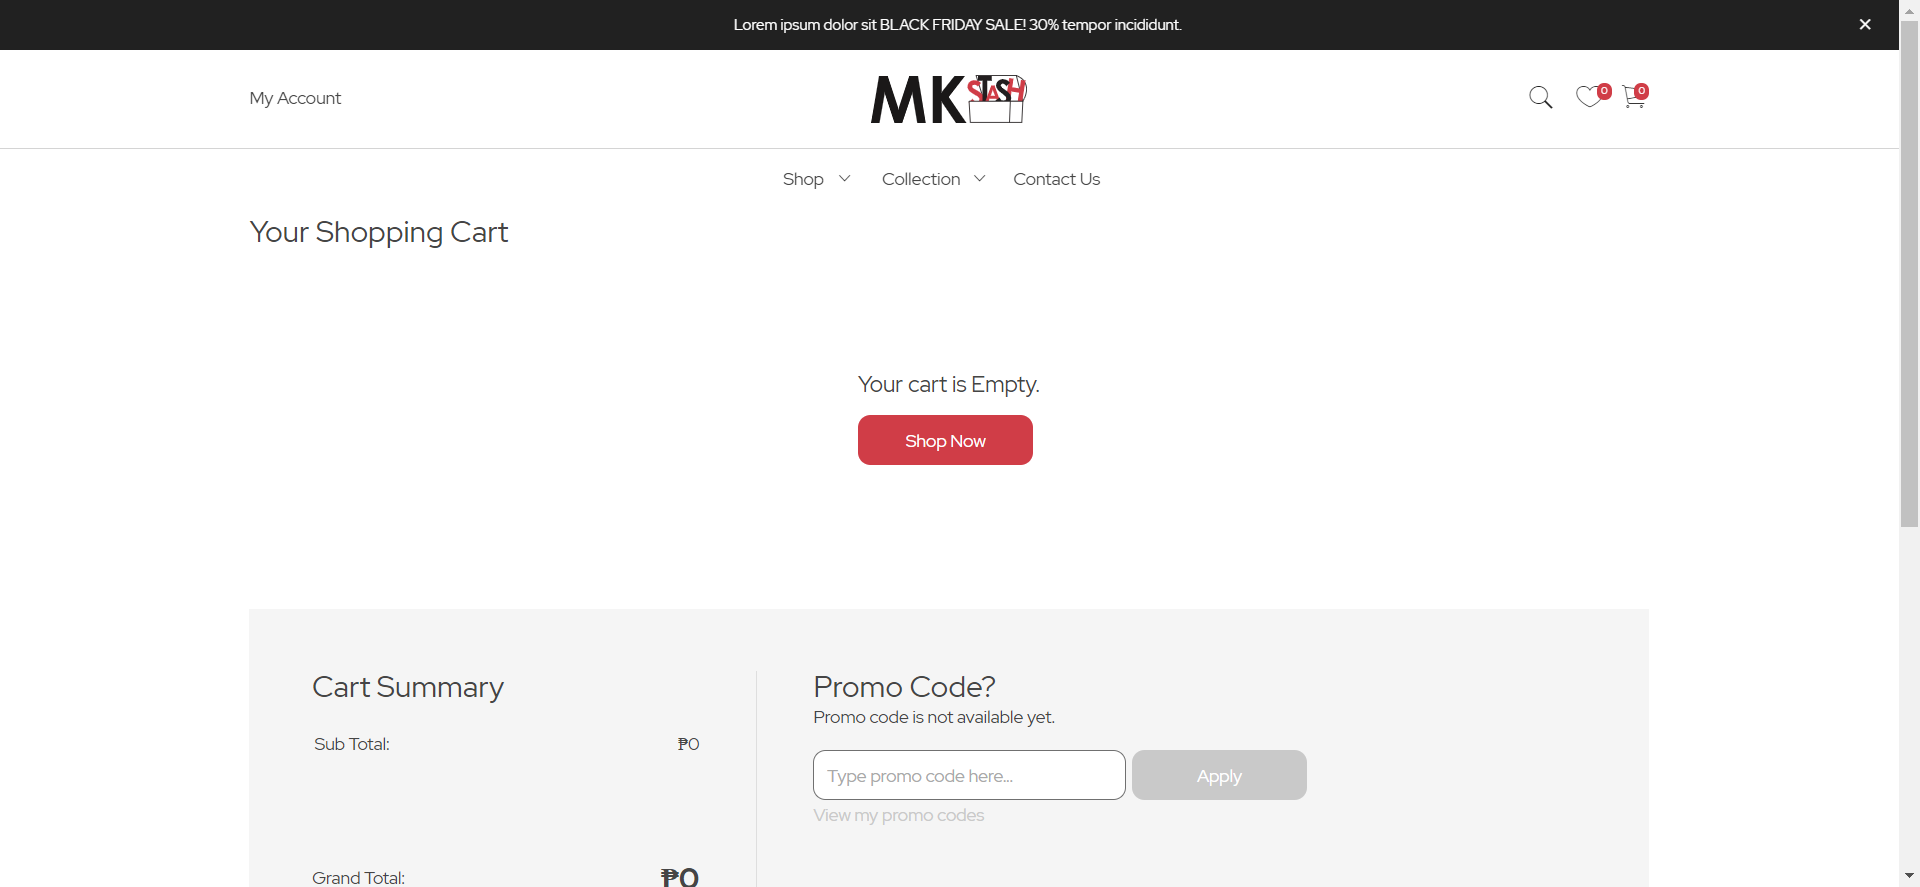 Lorem ipsum dolor sit BLACK FRIDAY SALE! 30% tempor incididunt.
My Account
MK STASH
0
0
Shop
Collection
Contact Us
Your Shopping Cart
Your cart is Empty.
Shop Now
Cart Summary
Sub Total:
₱0
Grand Total:
₱0
Promo Code?
Promo code is not available yet.
Type promo code here...
Apply
View my promo codes